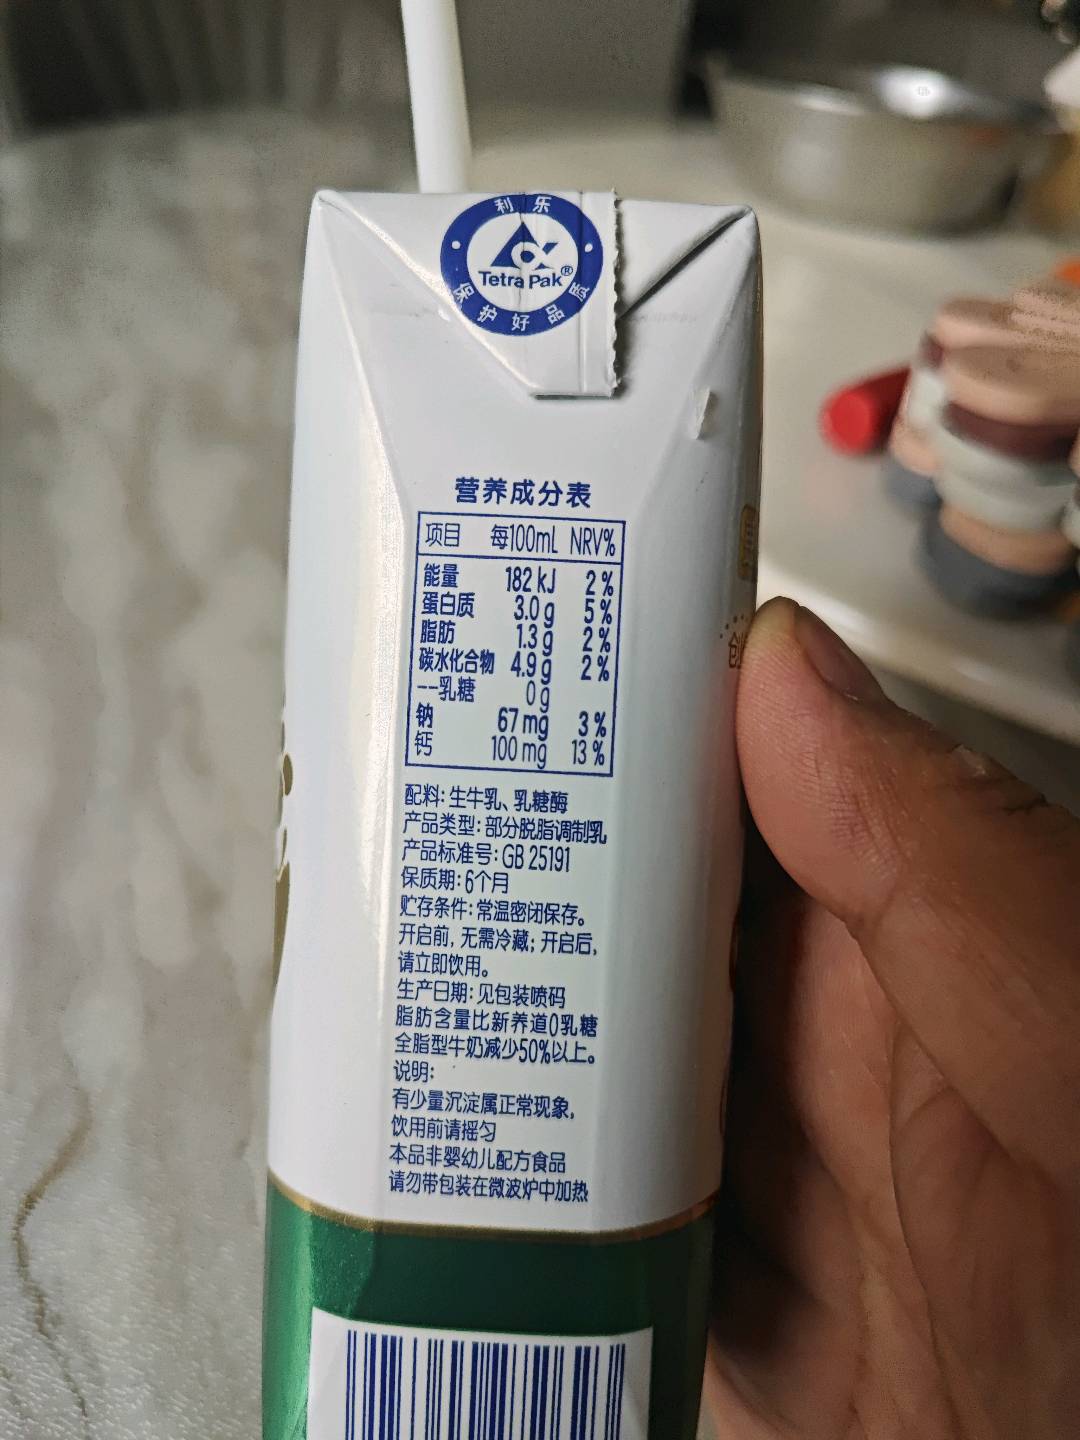 利乐
Tetra Pak®
保护好品质
营养成分表
项目 每100mL NRV%
能量 182 kJ 2%
蛋白质 3.0 g 5%
脂肪 1.3 g 2%
碳水化合物 4.9 g 2%
--乳糖 0 g
钠 67 mg 3%
钙 100 mg 13%
配料:生牛乳、乳糖酶
产品类型:部分脱脂调制乳
产品标准号:GB 25191
保质期:6个月
贮存条件:常温密闭保存。
开启前,无需冷藏;开启后,
请立即饮用。
生产日期:见包装喷码
脂肪含量比新养道0乳糖
全脂型牛奶减少50%以上。
说明:
有少量沉淀属正常现象,
饮用前请摇匀
本品非婴幼儿配方食品
请勿带包装在微波炉中加热